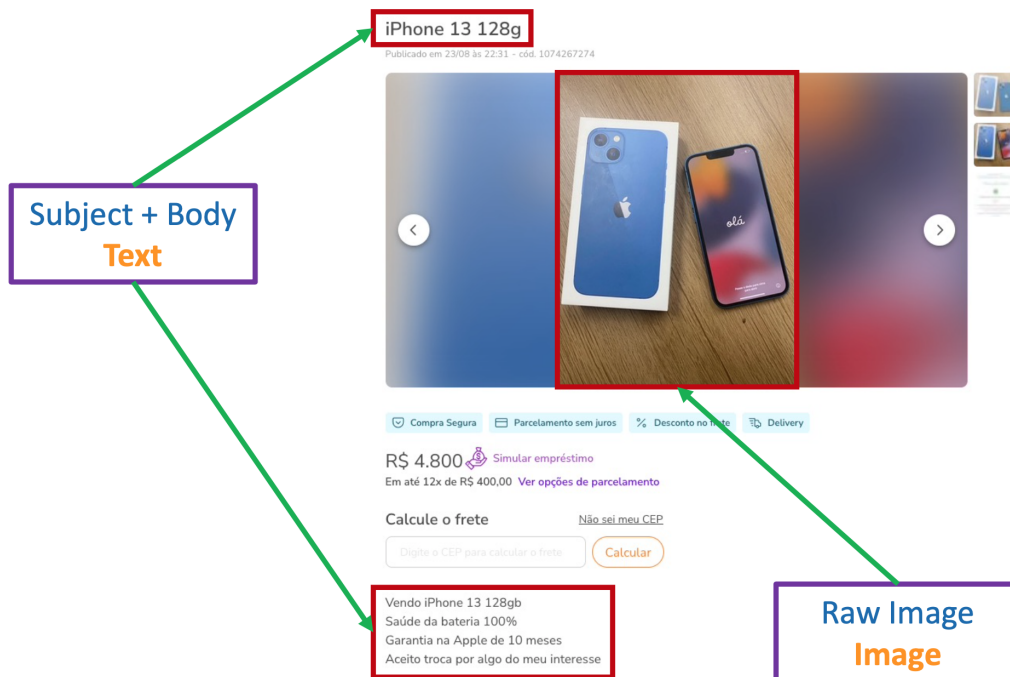 iPhone 13 128g
Publicado em 23/08 às 22:31 - cód. 1074267274
Subject + Body
Text
olá
Compra Segura
Parcelamento sem juros
Desconto no frete
Delivery
R$ 4.800
Simular empréstimo
Em até 12x de R$ 400,00 Ver opções de parcelamento
Calcule o frete
Não sei meu CEP
Digite o CEP para calcular o frete
Calcular
Vendo iPhone 13 128gb
Saúde da bateria 100%
Garantia na Apple de 10 meses
Aceito troca por algo do meu interesse
Raw Image
Image